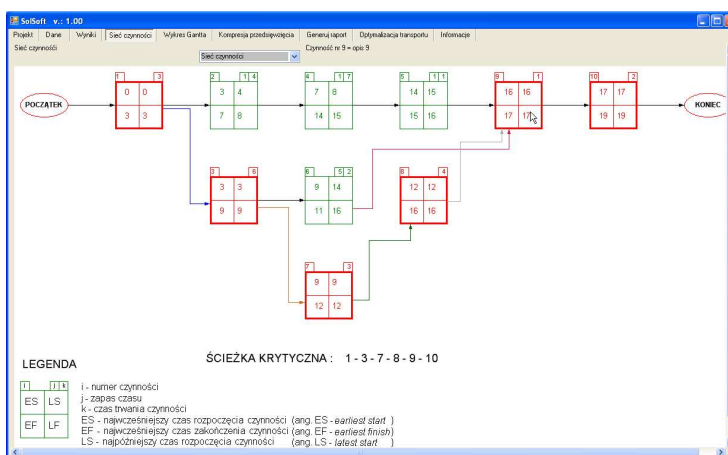 SolSoft v.: 1.00
Projekt Dane Wyniki Sieć czynności Wykres Gantta Kompresja przedsięwzięcia Generuj raport Optymalizacja transportu Informacje
Sieć czynności Sieć czynności Czynność nr 9 = opis 9
1 3 2 1 4 4 1 7 5 1 1 9 1 10 2
0 0 3 4 7 8 14 15 16 16 17 17
POCZĄTEK KONIEC
3 3 7 8 14 15 15 16 17 17 19 19
3 6 6 5 2 8 4
3 3 9 14 12 12
9 9 11 16 16 16
7 3
9 9
12 12
ŚCIEŻKA KRYTYCZNA : 1 - 3 - 7 - 8 - 9 - 10
LEGENDA
i j k
ES LS
EF LF
i - numer czynności
j - zapas czasu
k - czas trwania czynności
ES - najwcześniejszy czas rozpoczęcia czynności (ang. ES - earliest start )
EF - najwcześniejszy czas zakończenia czynności (ang. EF - earliest finish)
LS - najpóźniejszy czas rozpoczęcia czynności (ang. LS - latest start )